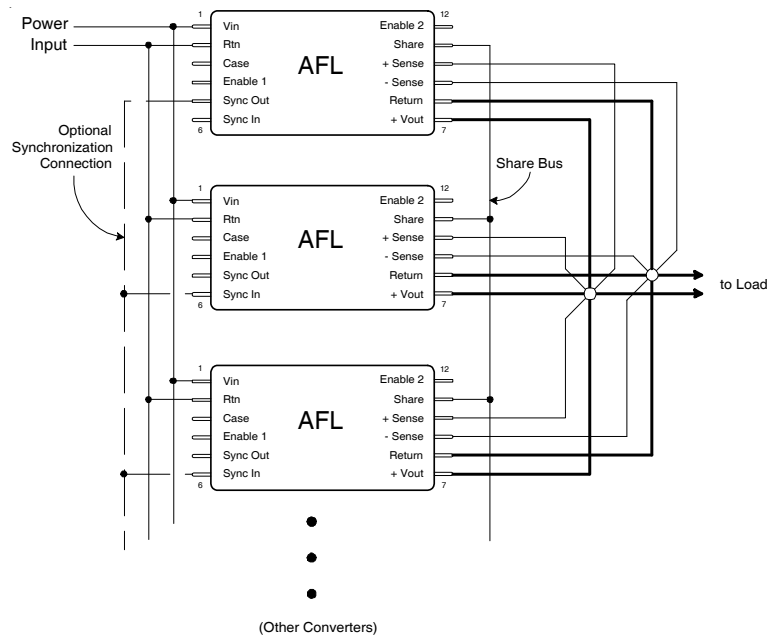 Power
Input
1
Vin
Rtn
Case
Enable 1
Sync Out
Sync In
6
AFL
12
Enable 2
Share
+ Sense
- Sense
Return
+ Vout
7
Optional
Synchronization
Connection
Share Bus
1
Vin
Rtn
Case
Enable 1
Sync Out
Sync In
6
AFL
12
Enable 2
Share
+ Sense
- Sense
Return
+ Vout
7
to Load
1
Vin
Rtn
Case
Enable 1
Sync Out
Sync In
6
AFL
12
Enable 2
Share
+ Sense
- Sense
Return
+ Vout
7
(Other Converters)